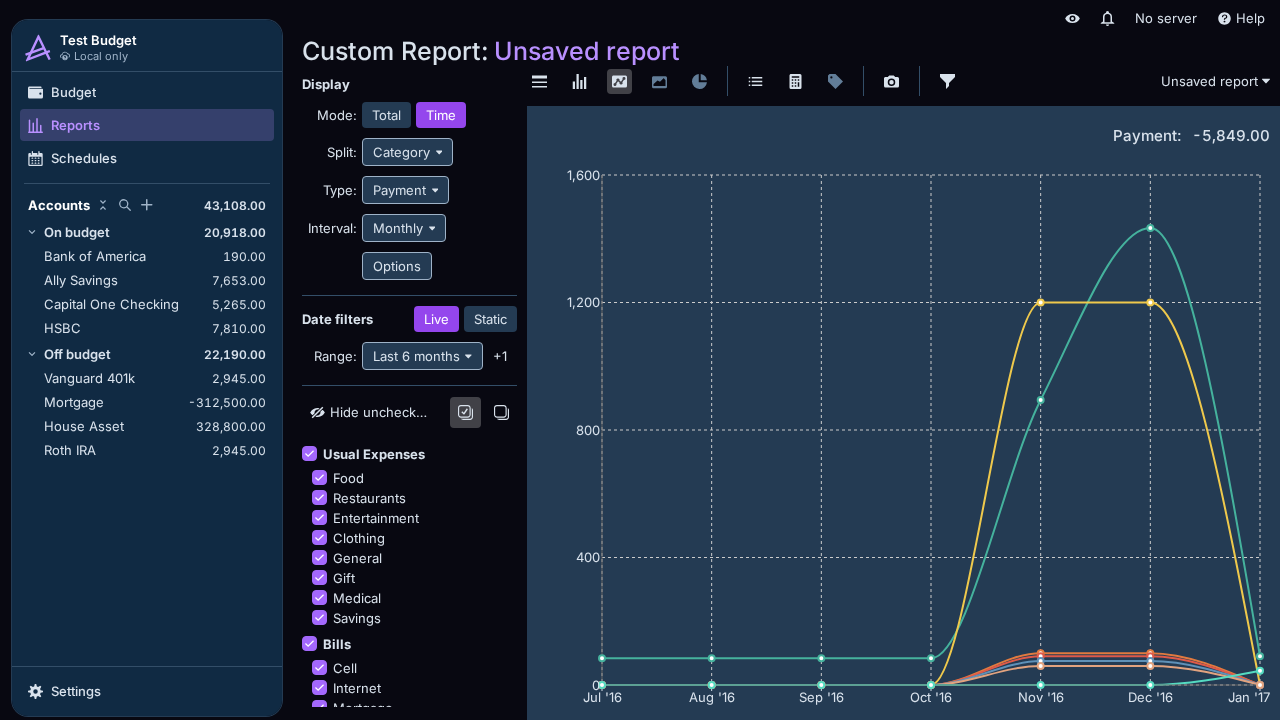 No server
Help
Test Budget
Local only
Budget
Reports
Schedules
Accounts 43,108.00
On budget 20,918.00
Bank of America 190.00
Ally Savings 7,653.00
Capital One Checking 5,265.00
HSBC 7,810.00
Off budget 22,190.00
Vanguard 401k 2,945.00
Mortgage -312,500.00
House Asset 328,800.00
Roth IRA 2,945.00
Settings
Custom Report: Unsaved report
Display
Mode: Total Time
Split: Category
Type: Payment
Interval: Monthly
Options
Date filters Live Static
Range: Last 6 months +1
Hide uncheck...
Usual Expenses
Food
Restaurants
Entertainment
Clothing
General
Gift
Medical
Savings
Bills
Cell
Internet
Mortgage
Unsaved report
Payment: -5,849.00
1,600
1,200
800
400
0
Jul '16 Aug '16 Sep '16 Oct '16 Nov '16 Dec '16 Jan '17